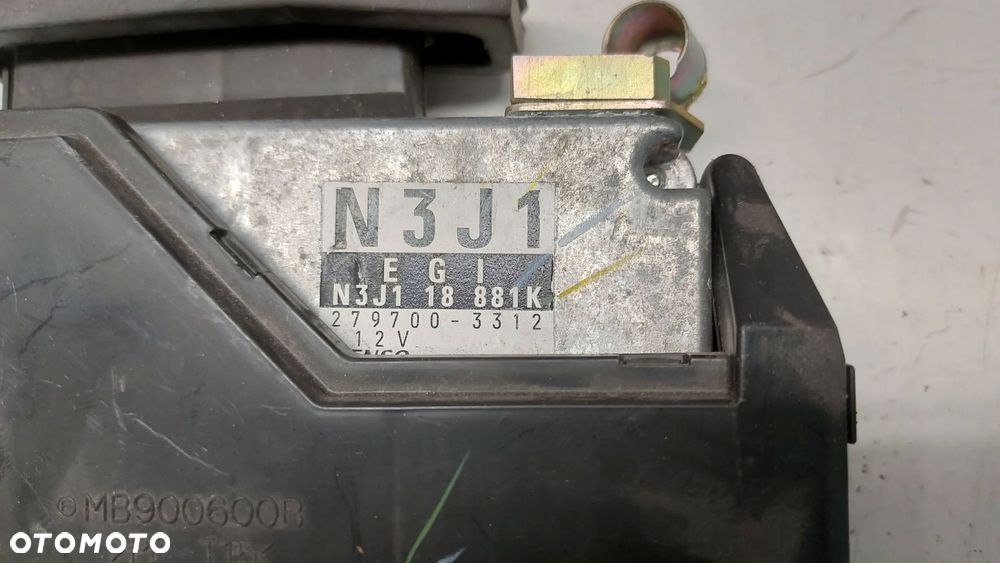 N3J1
EGI
N3J1 18 881K
279700-3312
12V
MB900600B
OTOMOTO